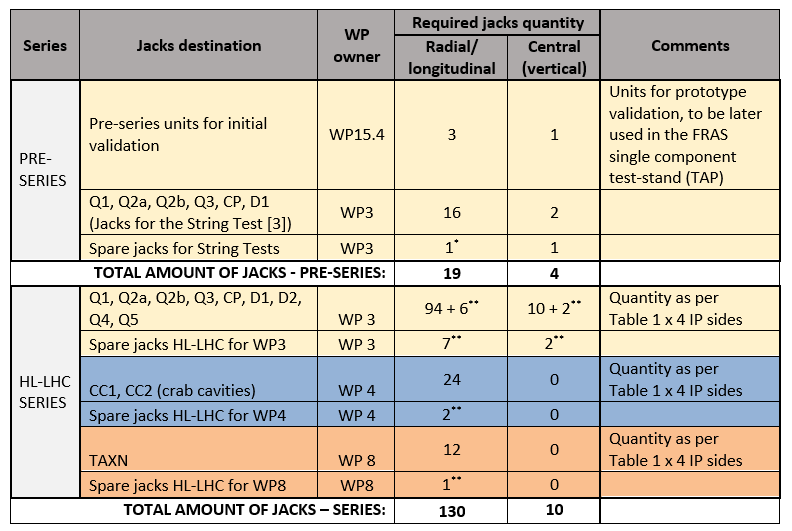 Series
Jacks destination
WP
owner
Required jacks quantity
Radial/
longitudinal
Central
(vertical)
Comments
PRE-
SERIES
Pre-series units for initial
validation
WP15.4
3
1
Units for prototype
validation, to be later
used in the FRAS
single component
test-stand (TAP)
Q1, Q2a, Q2b, Q3, CP, D1
(Jacks for the String Test [3])
WP3
16
2
Spare jacks for String Tests
WP3
1*
1
TOTAL AMOUNT OF JACKS - PRE-SERIES:
19
4
HL-LHC
SERIES
Q1, Q2a, Q2b, Q3, CP, D1, D2,
Q4, Q5
WP 3
94 + 6**
10 + 2**
Quantity as per
Table 1 x 4 IP sides
Spare jacks HL-LHC for WP3
WP 3
7**
2**
CC1, CC2 (crab cavities)
WP 4
24
0
Quantity as per
Table 1 x 4 IP sides
Spare jacks HL-LHC for WP4
WP 4
2**
0
TAXN
WP 8
12
0
Quantity as per
Table 1 x 4 IP sides
Spare jacks HL-LHC for WP8
WP8
1**
0
TOTAL AMOUNT OF JACKS – SERIES:
130
10